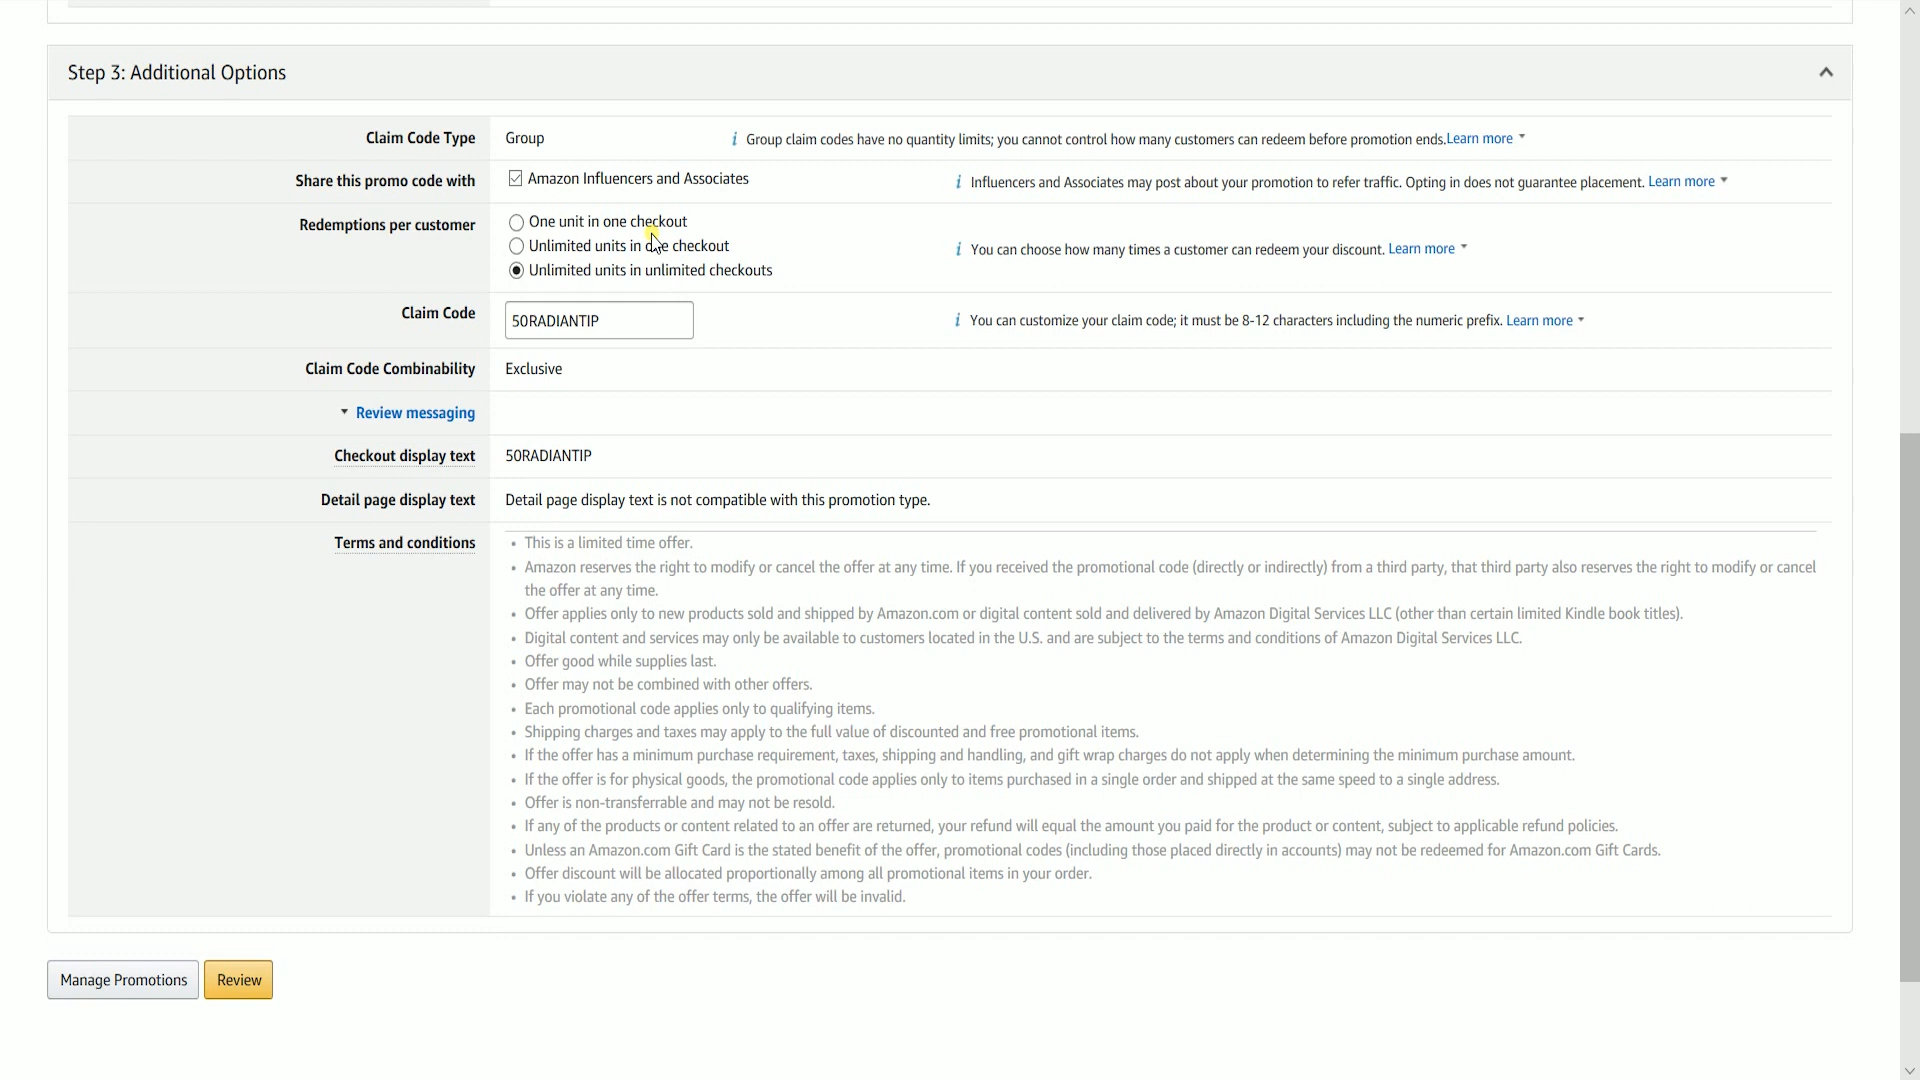 Step 3: Additional Options
Claim Code Type
Group
i Group claim codes have no quantity limits; you cannot control how many customers can redeem before promotion ends.Learn more
Share this promo code with
Amazon Influencers and Associates
i Influencers and Associates may post about your promotion to refer traffic. Opting in does not guarantee placement. Learn more
Redemptions per customer
One unit in one checkout
Unlimited units in one checkout
Unlimited units in unlimited checkouts
i You can choose how many times a customer can redeem your discount. Learn more
Claim Code
50RADIANTIP
i You can customize your claim code; it must be 8-12 characters including the numeric prefix. Learn more
Claim Code Combinability
Exclusive
Review messaging
Checkout display text
50RADIANTIP
Detail page display text
Detail page display text is not compatible with this promotion type.
Terms and conditions
• This is a limited time offer.
• Amazon reserves the right to modify or cancel the offer at any time. If you received the promotional code (directly or indirectly) from a third party, that third party also reserves the right to modify or cancel
the offer at any time.
• Offer applies only to new products sold and shipped by Amazon.com or digital content sold and delivered by Amazon Digital Services LLC (other than certain limited Kindle book titles).
• Digital content and services may only be available to customers located in the U.S. and are subject to the terms and conditions of Amazon Digital Services LLC.
• Offer good while supplies last.
• Offer may not be combined with other offers.
• Each promotional code applies only to qualifying items.
• Shipping charges and taxes may apply to the full value of discounted and free promotional items.
• If the offer has a minimum purchase requirement, taxes, shipping and handling, and gift wrap charges do not apply when determining the minimum purchase amount.
• If the offer is for physical goods, the promotional code applies only to items purchased in a single order and shipped at the same speed to a single address.
• Offer is non-transferrable and may not be resold.
• If any of the products or content related to an offer are returned, your refund will equal the amount you paid for the product or content, subject to applicable refund policies.
• Unless an Amazon.com Gift Card is the stated benefit of the offer, promotional codes (including those placed directly in accounts) may not be redeemed for Amazon.com Gift Cards.
• Offer discount will be allocated proportionally among all promotional items in your order.
• If you violate any of the offer terms, the offer will be invalid.
Manage Promotions
Review